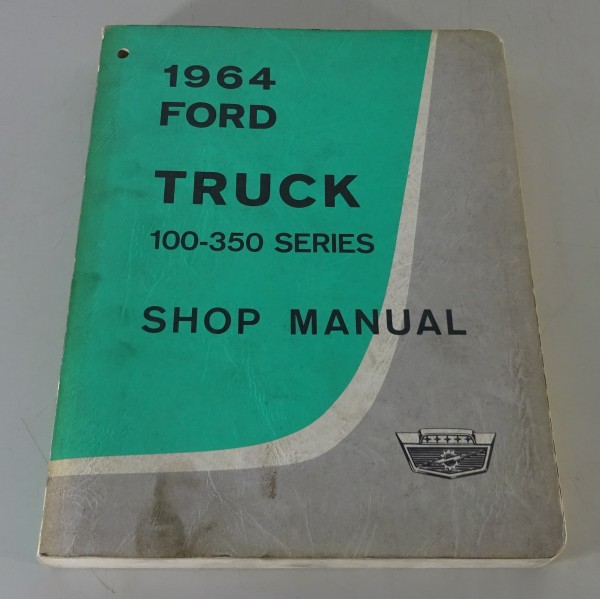 1964
FORD
TRUCK
100-350 SERIES
SHOP MANUAL